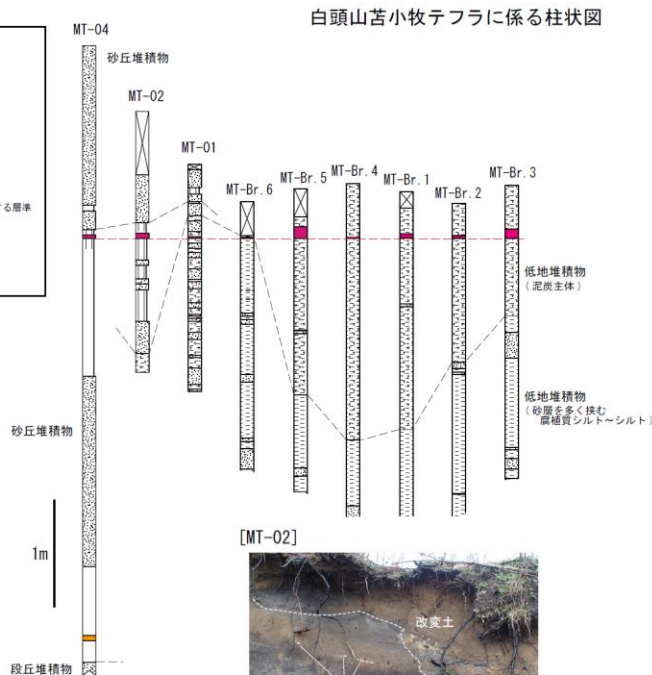 白頭山苫小牧テフラに係る柱状図
MT-04
砂丘堆積物
MT-02
MT-01
MT-Br.6
MT-Br.5
MT-Br.4
MT-Br.1
MT-Br.2
MT-Br.3
する層準
低地堆積物
(泥炭主体)
低地堆積物
(砂層を多く挟む
腐植質シルト~シルト)
砂丘堆積物
1m
[MT-02]
改変土
段丘堆積物